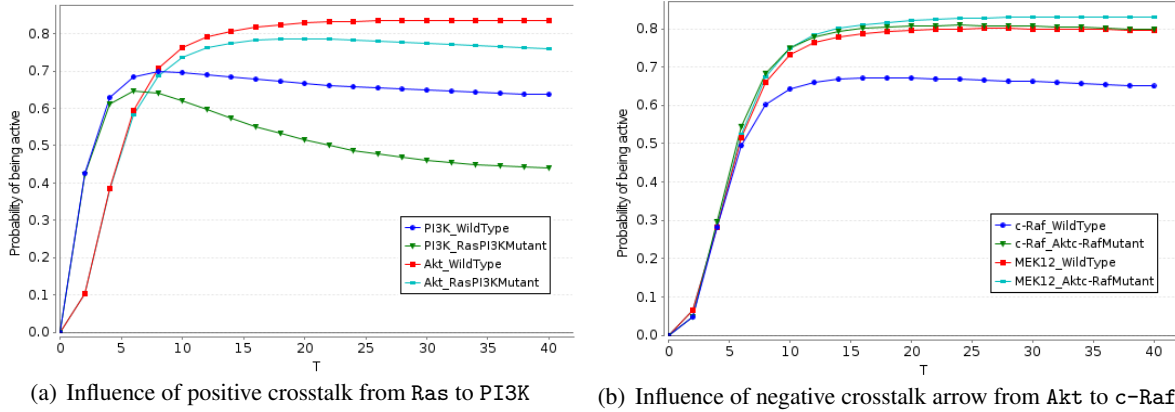 Probability of being active
0.8
0.7
0.6
0.5
0.4
0.3
0.2
0.1
0.0
0 5 10 15 20 25 30 35 40
T
PI3K_WildType
PI3K_RasPI3KMutant
Akt_WildType
Akt_RasPI3KMutant
(a) Influence of positive crosstalk from Ras to PI3K
Probability of being active
0.8
0.7
0.6
0.5
0.4
0.3
0.2
0.1
0.0
0 5 10 15 20 25 30 35 40
T
c-Raf_WildType
c-Raf_Aktc-RafMutant
MEK12_WildType
MEK12_Aktc-RafMutant
(b) Influence of negative crosstalk arrow from Akt to c-Raf